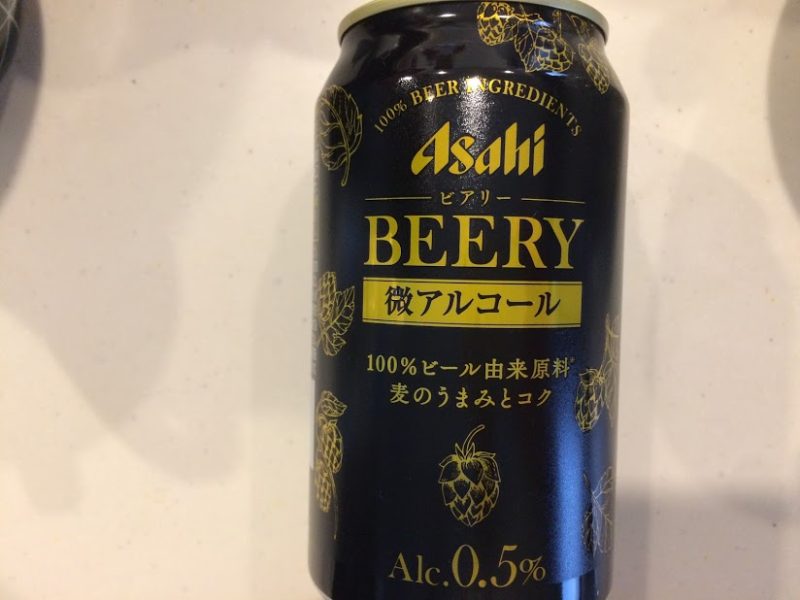 100% BEER INGREDIENTS
Asahi
ビアリー
BEERY
微アルコール
100%ビール由来原料*
麦のうまみとコク
Alc.0.5%